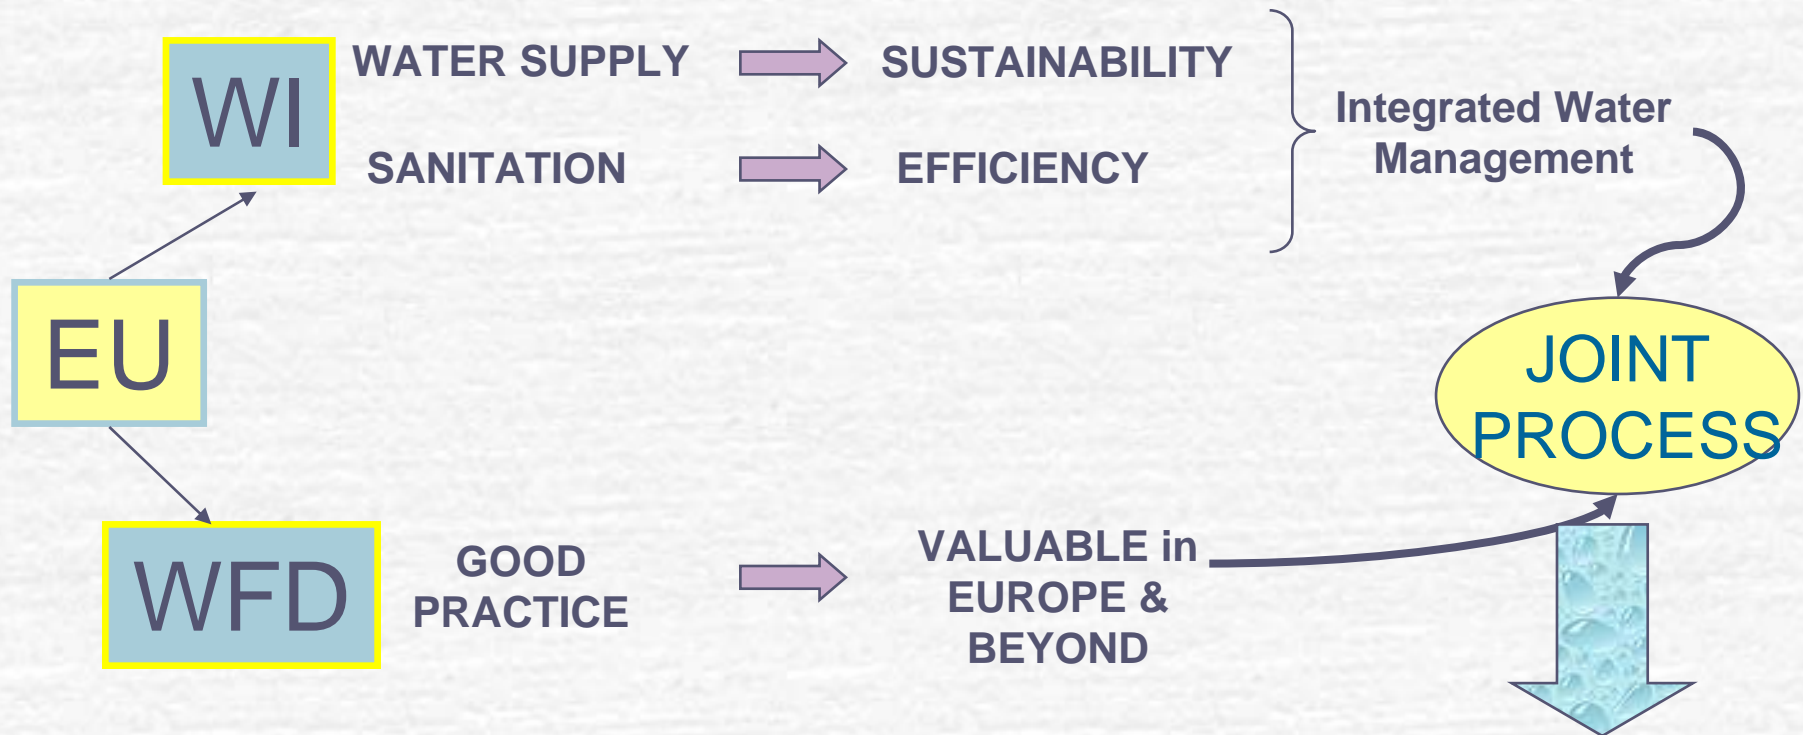 WI
WATER SUPPLY
SUSTAINABILITY
SANITATION
EFFICIENCY
Integrated Water
Management
EU
JOINT
PROCESS
WFD
GOOD
PRACTICE
VALUABLE in
EUROPE &
BEYOND